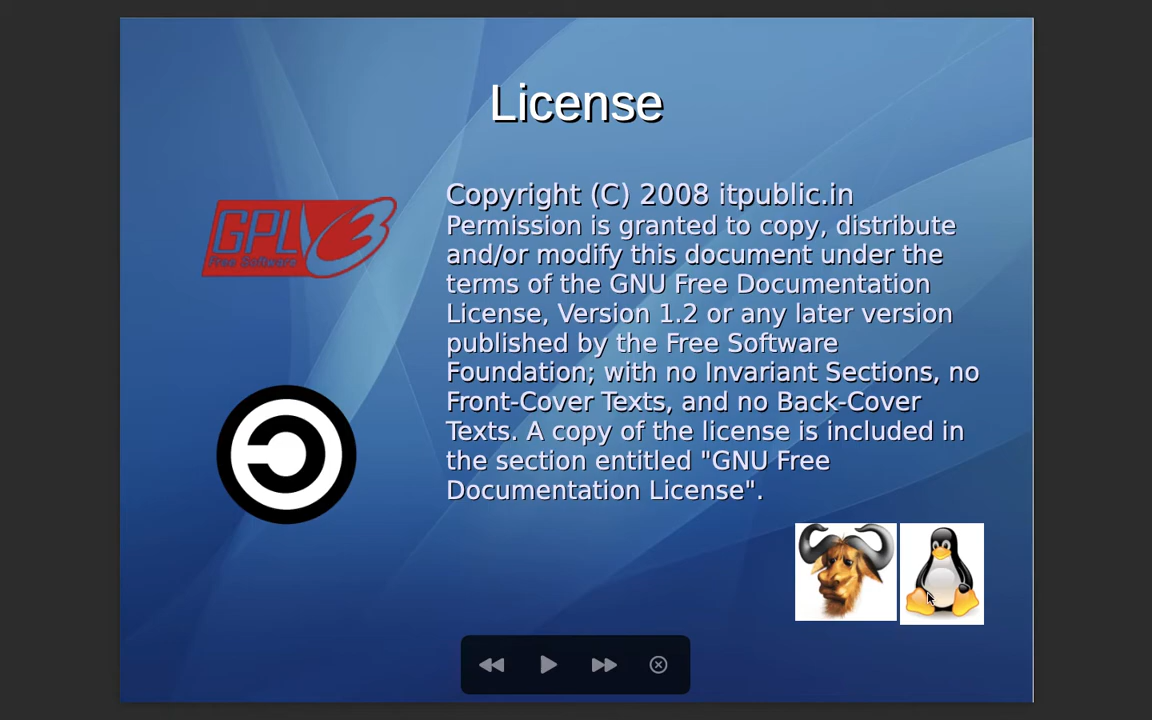 License
GPLv3
Free Software
Copyright (C) 2008 itpublic.in
Permission is granted to copy, distribute
and/or modify this document under the
terms of the GNU Free Documentation
License, Version 1.2 or any later version
published by the Free Software
Foundation; with no Invariant Sections, no
Front-Cover Texts, and no Back-Cover
Texts. A copy of the license is included in
the section entitled "GNU Free
Documentation License".